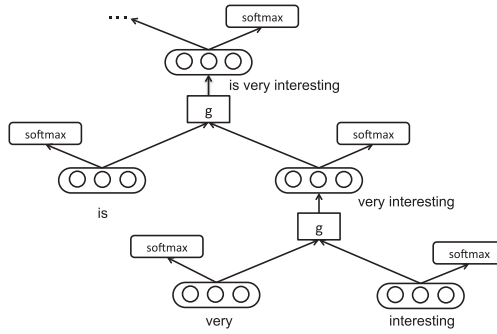 ...
softmax
is very interesting
g
softmax
softmax
is
very interesting
g
softmax
softmax
very
interesting